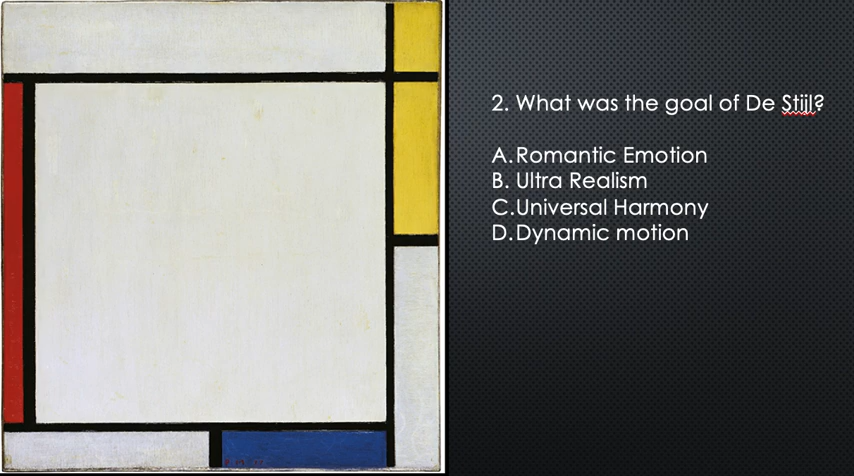 2. What was the goal of De Stijl?
A. Romantic Emotion
B. Ultra Realism
C. Universal Harmony
D. Dynamic motion